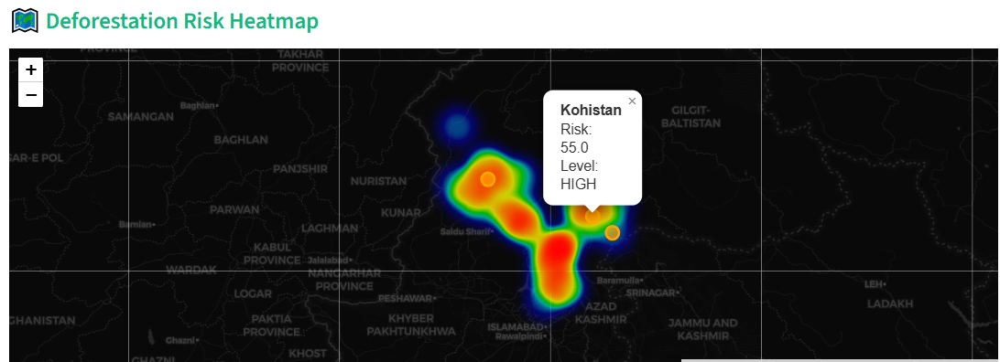 Deforestation Risk Heatmap
PROVINCE
TAKHAR
PROVINCE
+
−
Baghlan
SAMANGAN
GILGIT-
BALTISTAN
×
Kohistan
Risk:
55.0
Level:
HIGH
BAGHLAN
SAR-E POL
PANJSHIR
NURISTAN
PARWAN
KUNAR
Bamian
LAGHMAN
Saidu Sharif
KABUL
PROVINCE
Jalalabad
WARDAK
NANGARHAR
PROVINCE
Baramulla
SRINAGAR
LEH
LOGAR
PESHAWAR
AZAD
KASHMIR
LADAKH
GHANISTAN
PAKTIA
PROVINCE
KHYBER
PAKHTUNKHWA
ISLAMABAD
Rawalpindi
JAMMU AND
KASHMIR
Ghazni
KHOST
GHAZNI